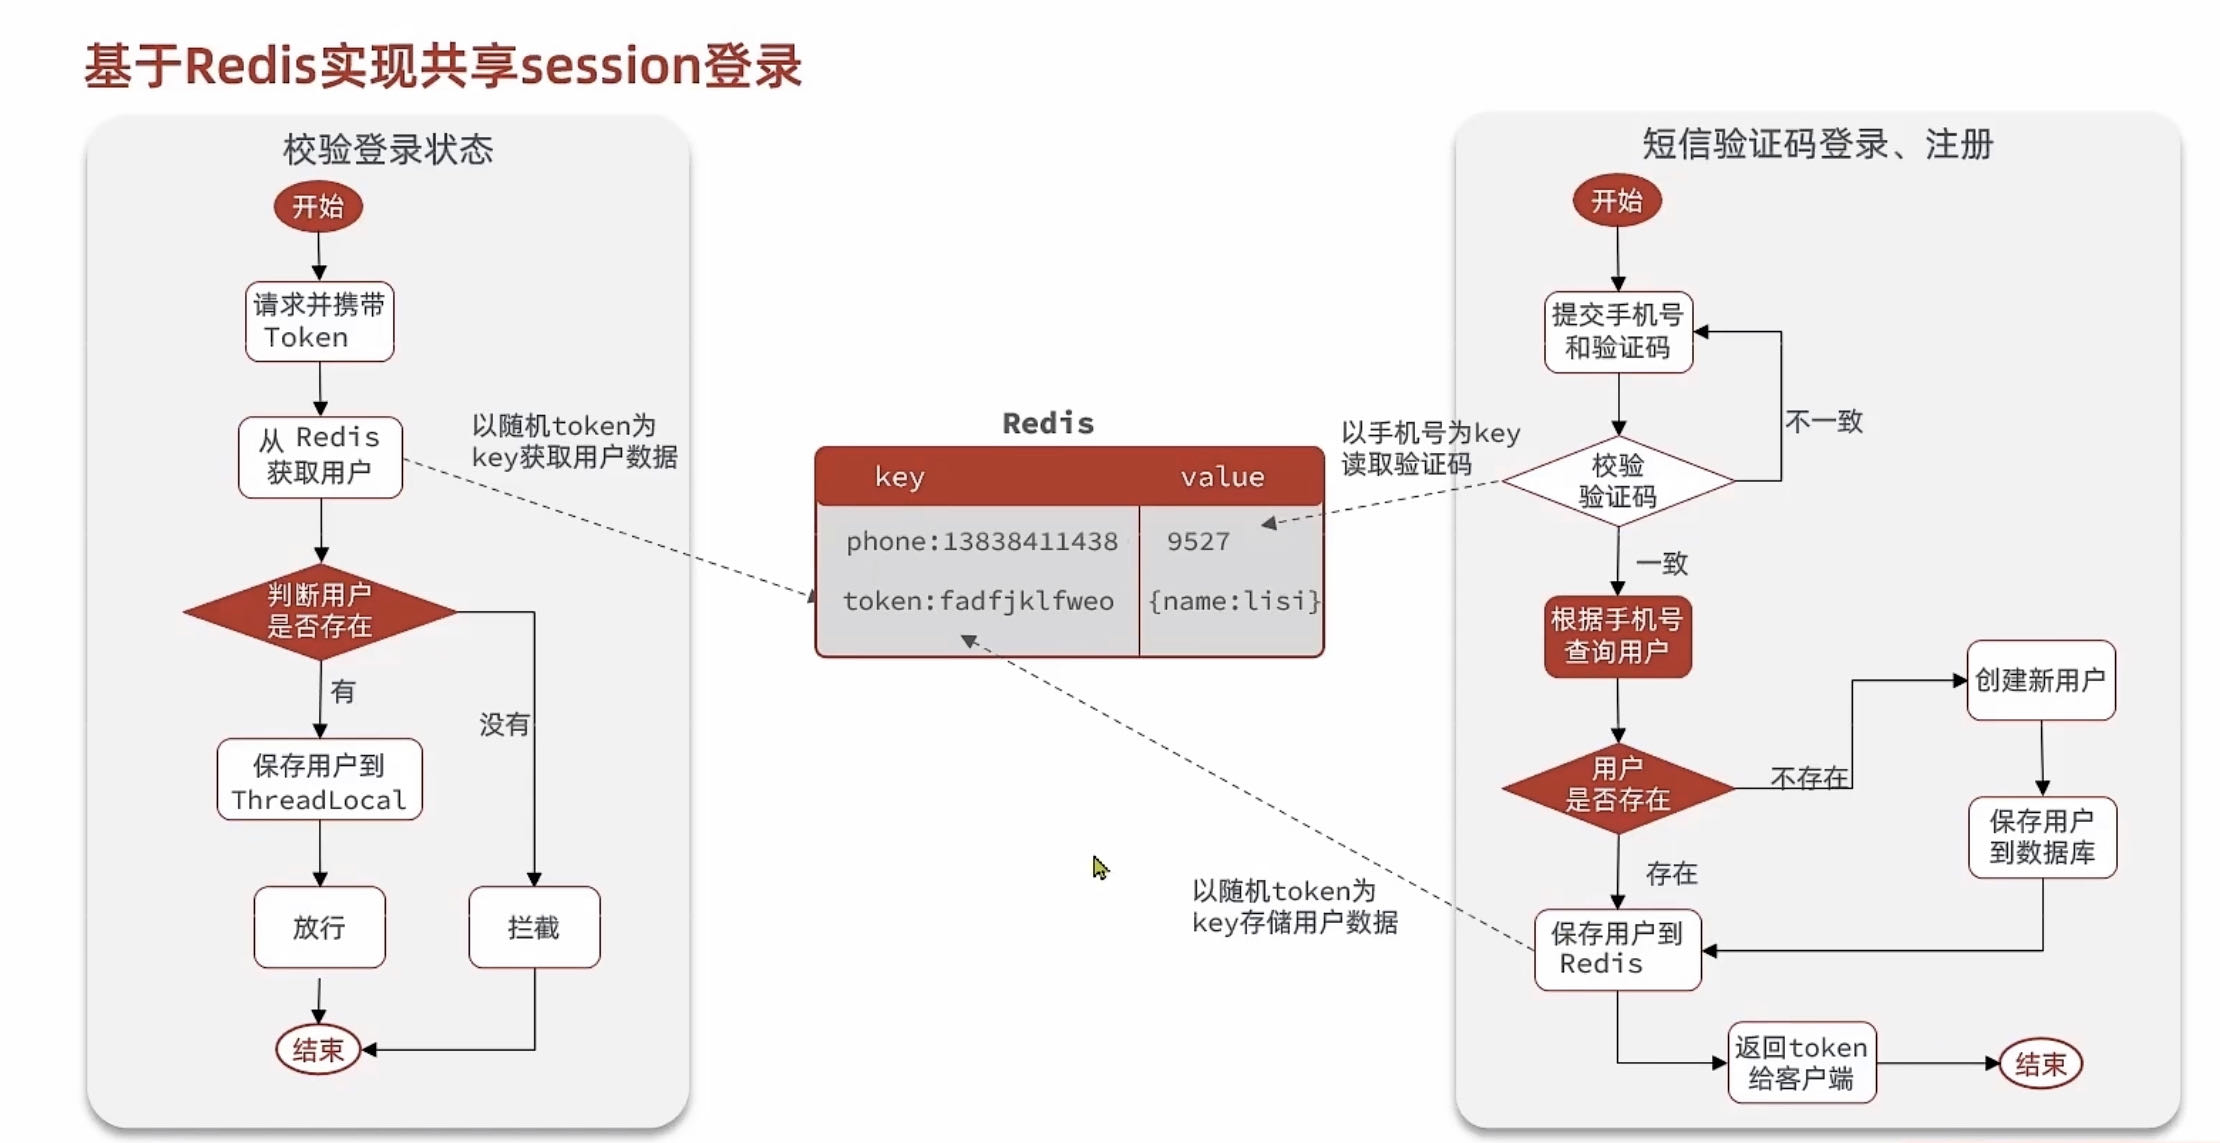 基于Redis实现共享session登录
校验登录状态
开始
请求并携带
Token
从 Redis
获取用户
以随机token为
key获取用户数据
判断用户
是否存在
有
没有
保存用户到
ThreadLocal
放行
拦截
结束
Redis
key value
phone:13838411438 9527
token:fadfjklfweo {name:lisi}
以手机号为key
读取验证码
以随机token为
key存储用户数据
短信验证码登录、注册
开始
提交手机号
和验证码
不一致
校验
验证码
一致
根据手机号
查询用户
用户
是否存在
不存在
创建新用户
保存用户
到数据库
存在
保存用户到
Redis
返回token
给客户端
结束